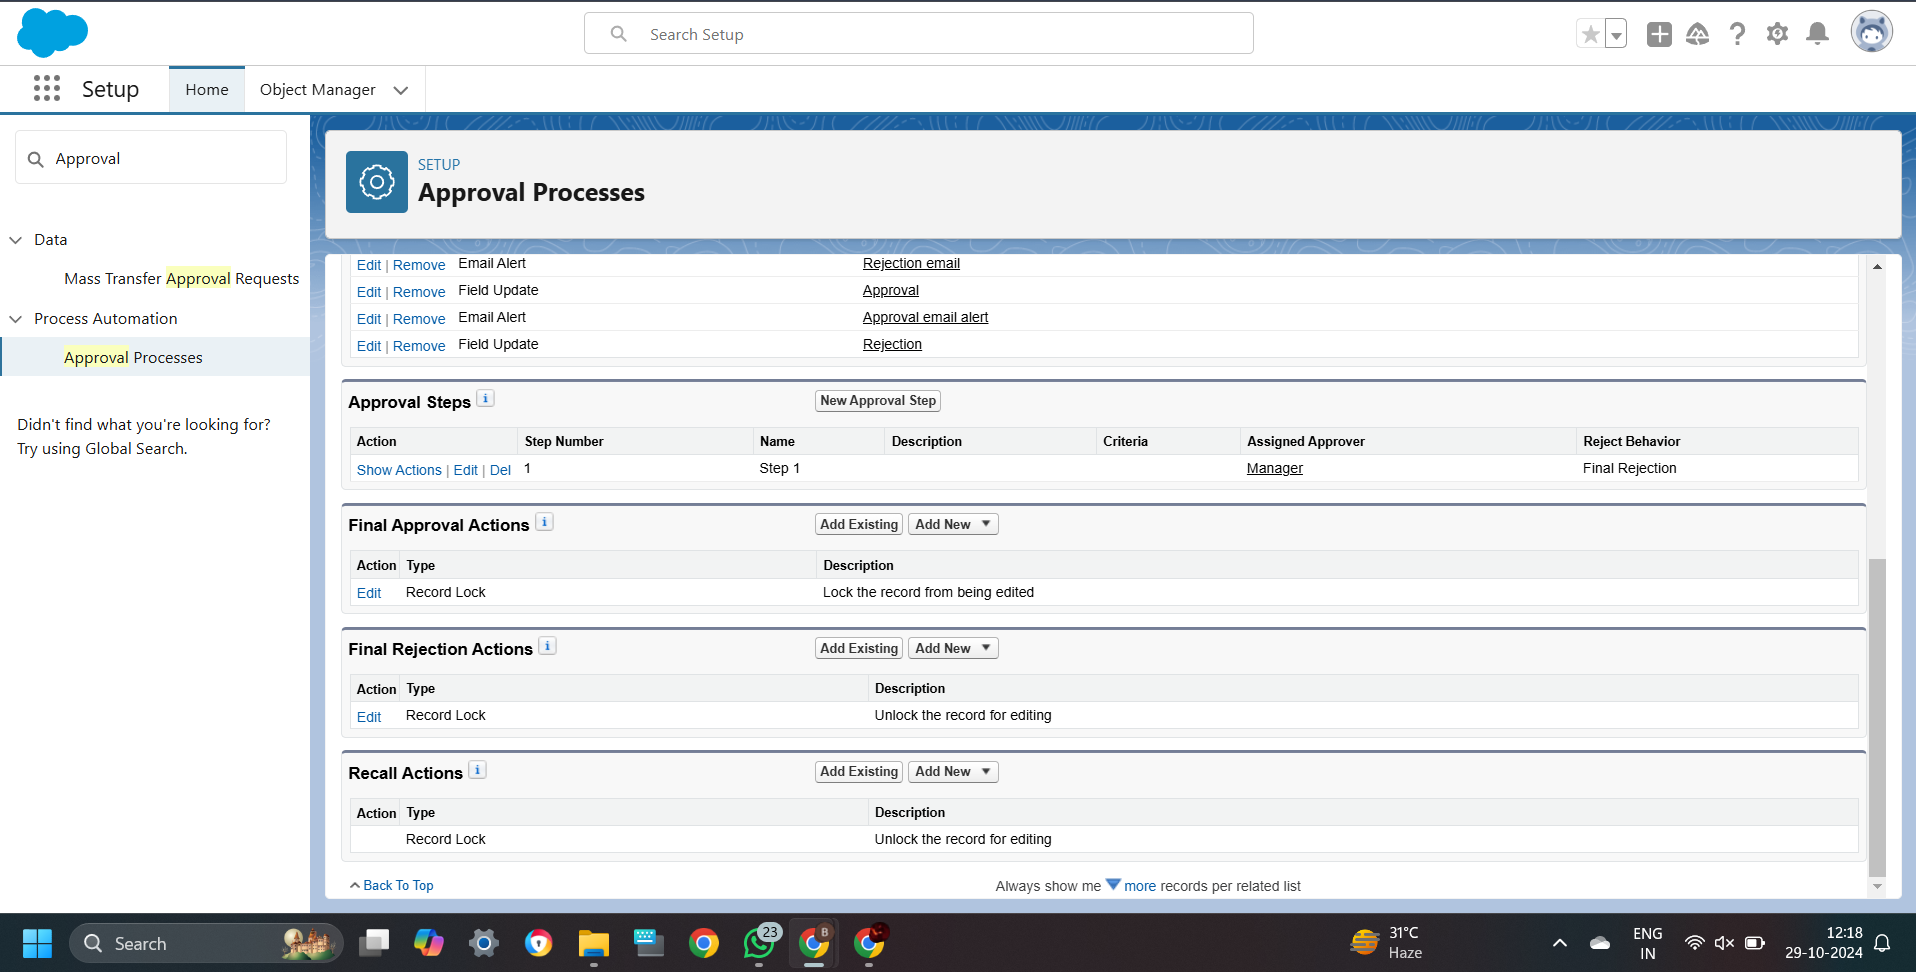 Search Setup
Setup
Home
Object Manager
Approval
Data
Mass Transfer Approval Requests
Process Automation
Approval Processes
Didn't find what you're looking for?
Try using Global Search.
SETUP
Approval Processes
Edit | Remove Email Alert Rejection email
Edit | Remove Field Update Approval
Edit | Remove Email Alert Approval email alert
Edit | Remove Field Update Rejection
Approval Steps i New Approval Step
Action Step Number Name Description Criteria Assigned Approver Reject Behavior
Show Actions | Edit | Del 1 Step 1 Manager Final Rejection
Final Approval Actions i Add Existing Add New
Action Type Description
Edit Record Lock Lock the record from being edited
Final Rejection Actions i Add Existing Add New
Action Type Description
Edit Record Lock Unlock the record for editing
Recall Actions i Add Existing Add New
Action Type Description
Record Lock Unlock the record for editing
Back To Top Always show me more records per related list
Search
23
B
31°C
Haze
ENG
IN
12:18
29-10-2024